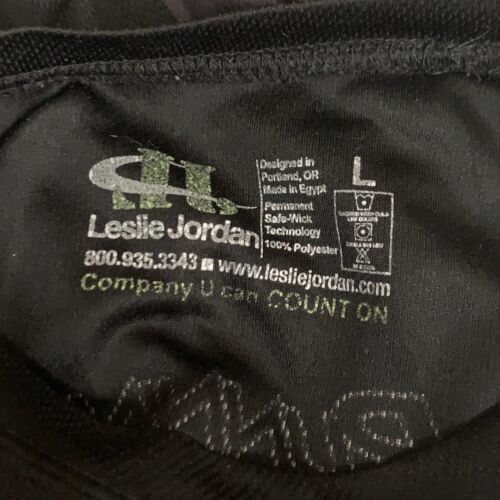 Leslie Jordan
Designed in
Portland, OR
Made in Egypt
Permanent
Safe-Wick
Technology
100% Polyester
L
800.935.3343 www.lesliejordan.com
Company U can COUNT ON